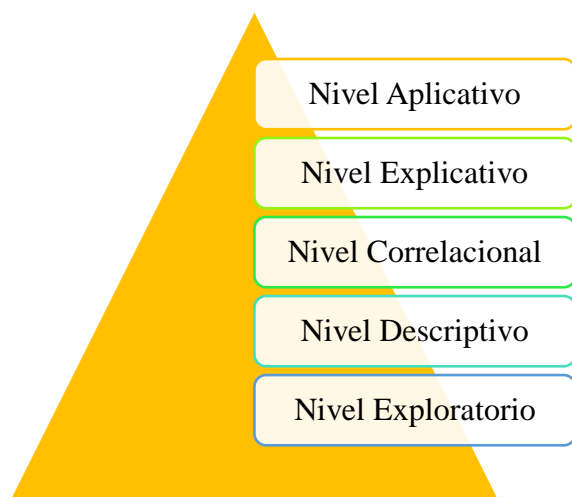 Nivel Aplicativo
Nivel Explicativo
Nivel Correlacional
Nivel Descriptivo
Nivel Exploratorio